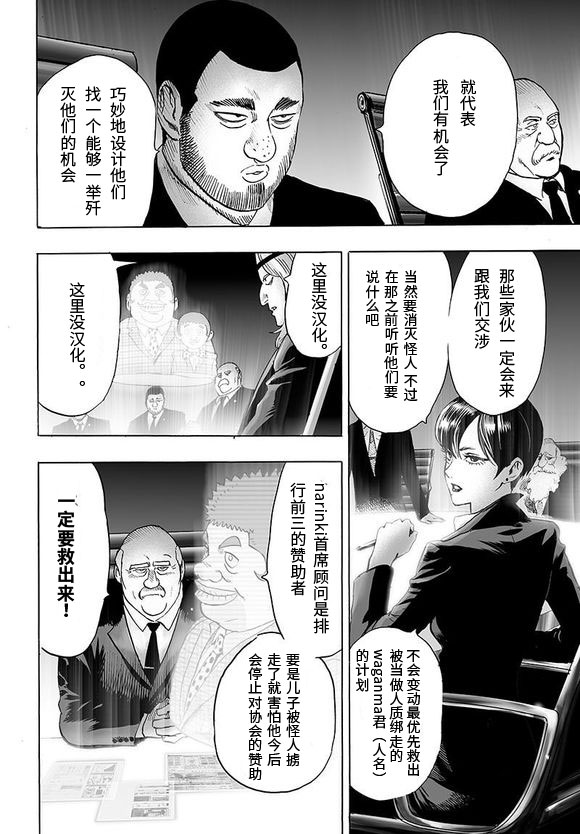 就代表
我们有机会了
巧妙地设计他们
找一个能够一举歼
灭他们的机会
那些家伙一定会来
跟我们交涉
当然要消灭怪人 不过
在那之前听听他们要
说什么吧
这里没汉化。
这里没汉化。。
不会变动最优先救出
被当做人质绑走的
waganma君（人名）
的计划
narinki首席顾问是排
行前三的赞助者
要是儿子被怪人掳
走了就害怕他今后
会停止对协会的赞助
一定要救出来！